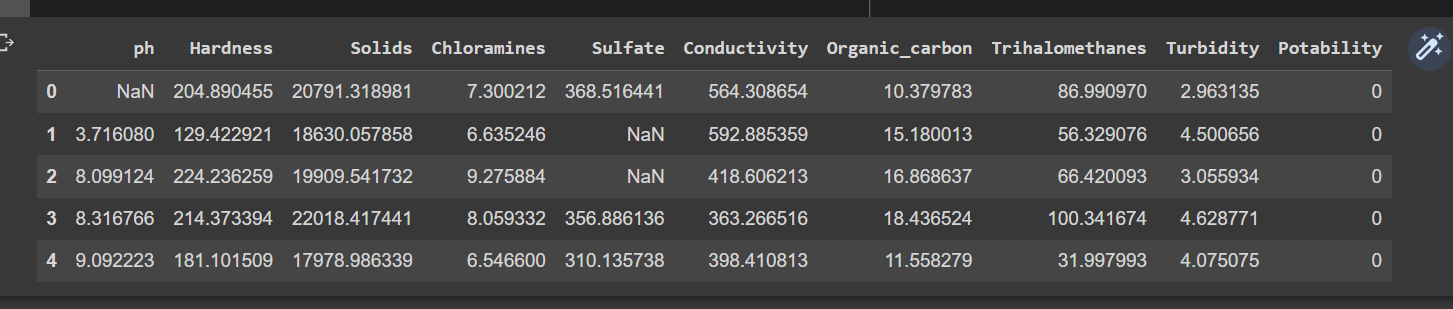 ph Hardness Solids Chloramines Sulfate Conductivity Organic_carbon Trihalomethanes Turbidity Potability
0 NaN 204.890455 20791.318981 7.300212 368.516441 564.308654 10.379783 86.990970 2.963135 0
1 3.716080 129.422921 18630.057858 6.635246 NaN 592.885359 15.180013 56.329076 4.500656 0
2 8.099124 224.236259 19909.541732 9.275884 NaN 418.606213 16.868637 66.420093 3.055934 0
3 8.316766 214.373394 22018.417441 8.059332 356.886136 363.266516 18.436524 100.341674 4.628771 0
4 9.092223 181.101509 17978.986339 6.546600 310.135738 398.410813 11.558279 31.997993 4.075075 0